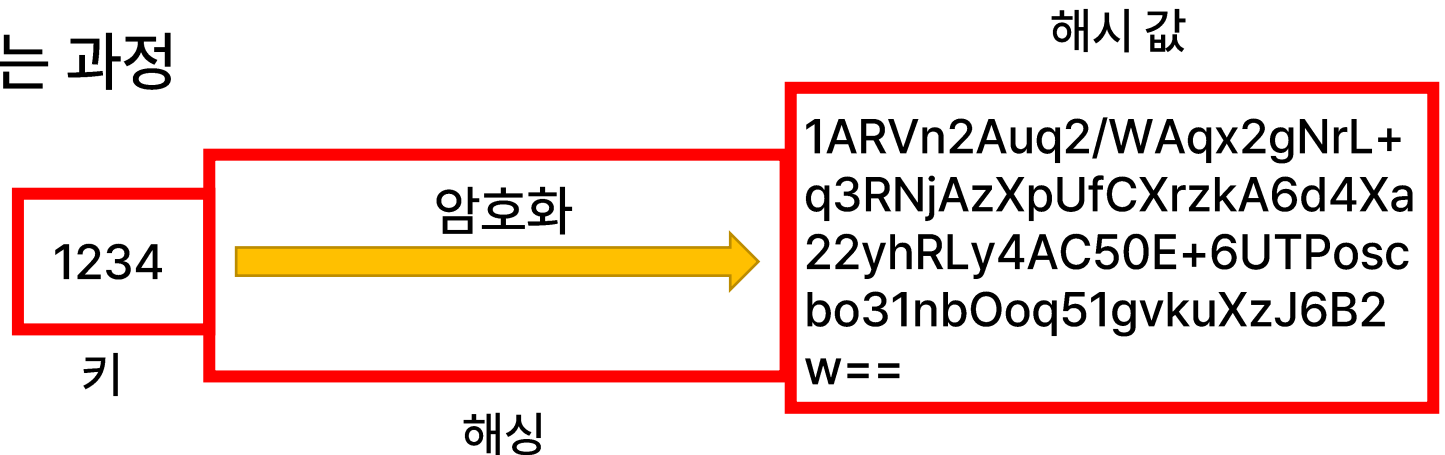 는 과정
해시 값
1ARVn2Auq2/WAqx2gNrL+
q3RNjAzXpUfCXrzkA6d4Xa
22yhRLy4AC50E+6UTPosc
bo31nbOoq51gvkuXzJ6B2
w==
암호화
1234
키
해싱